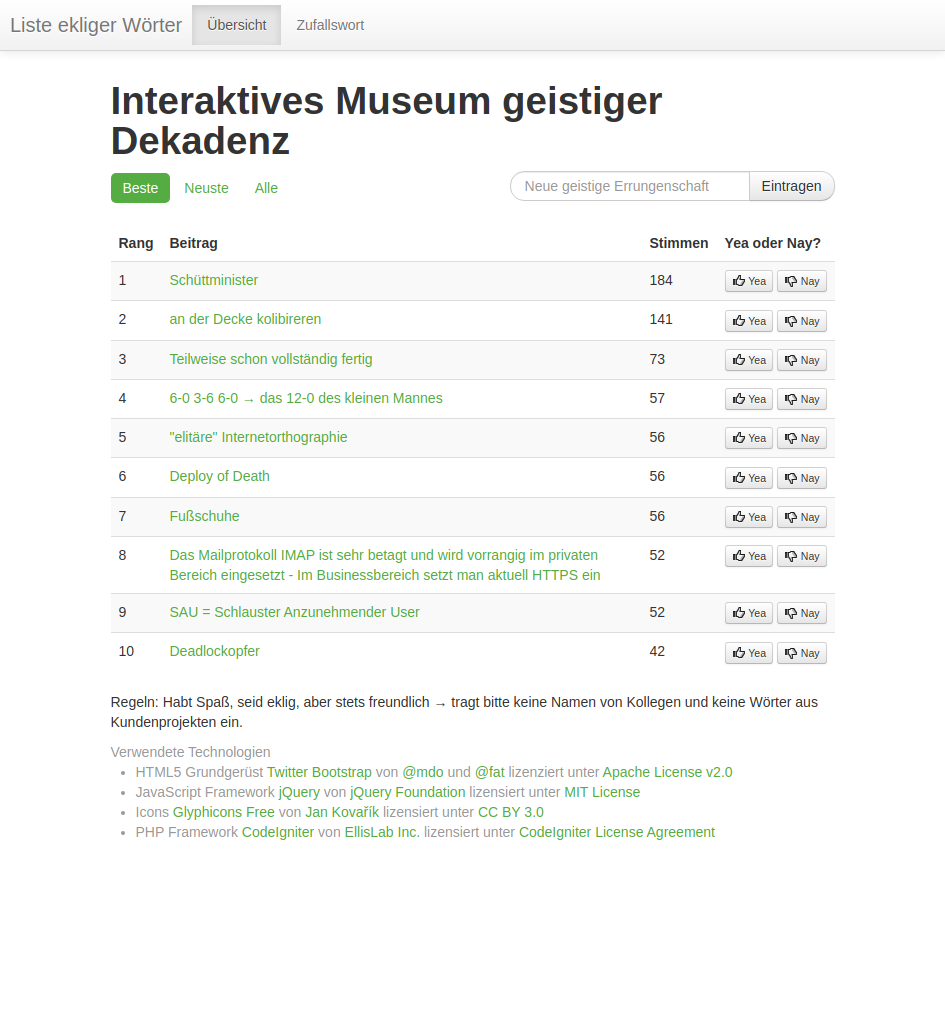 Liste ekliger Wörter Übersicht Zufallswort
Interaktives Museum geistiger
Dekadenz
Beste Neuste Alle Neue geistige Errungenschaft Eintragen
Rang Beitrag Stimmen Yea oder Nay?
1 Schüttminister 184 Yea Nay
2 an der Decke kolibireren 141 Yea Nay
3 Teilweise schon vollständig fertig 73 Yea Nay
4 6-0 3-6 6-0 → das 12-0 des kleinen Mannes 57 Yea Nay
5 "elitäre" Internetorthographie 56 Yea Nay
6 Deploy of Death 56 Yea Nay
7 Fußschuhe 56 Yea Nay
8 Das Mailprotokoll IMAP ist sehr betagt und wird vorrangig im privaten 52 Yea Nay
Bereich eingesetzt - Im Businessbereich setzt man aktuell HTTPS ein
9 SAU = Schlauster Anzunehmender User 52 Yea Nay
10 Deadlockopfer 42 Yea Nay
Regeln: Habt Spaß, seid eklig, aber stets freundlich → tragt bitte keine Namen von Kollegen und keine Wörter aus
Kundenprojekten ein.
Verwendete Technologien
• HTML5 Grundgerüst Twitter Bootstrap von @mdo und @fat lizenziert unter Apache License v2.0
• JavaScript Framework jQuery von jQuery Foundation lizensiert unter MIT License
• Icons Glyphicons Free von Jan Kovařík lizensiert unter CC BY 3.0
• PHP Framework CodeIgniter von EllisLab Inc. lizensiert unter CodeIgniter License Agreement